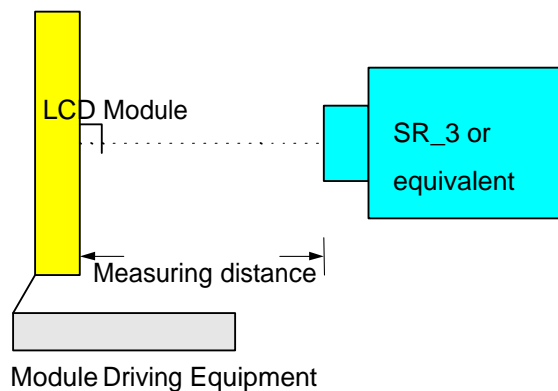 LCD Module
SR_3 or
equivalent
Measuring distance
Module Driving Equipment